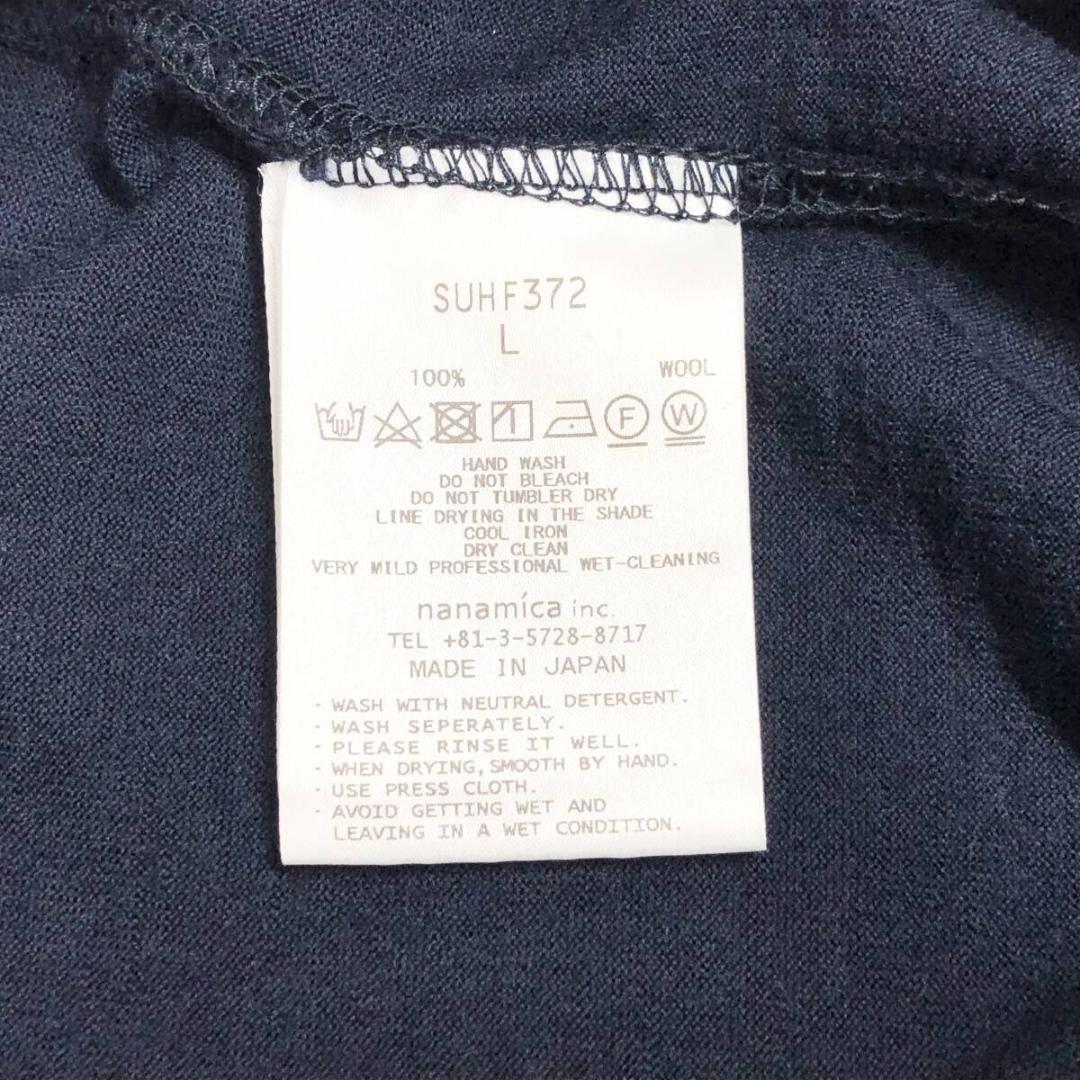 SUHF372
L
100% WOOL
F W
HAND WASH
DO NOT BLEACH
DO NOT TUMBLER DRY
LINE DRYING IN THE SHADE
COOL IRON
DRY CLEAN
VERY MILD PROFESSIONAL WET-CLEANING
nanamíca inc.
TEL +81-3-5728-8717
MADE IN JAPAN
· WASH WITH NEUTRAL DETERGENT.
· WASH SEPERATELY.
· PLEASE RINSE IT WELL.
· WHEN DRYING, SMOOTH BY HAND.
· USE PRESS CLOTH.
· AVOID GETTING WET AND
LEAVING IN A WET CONDITION.